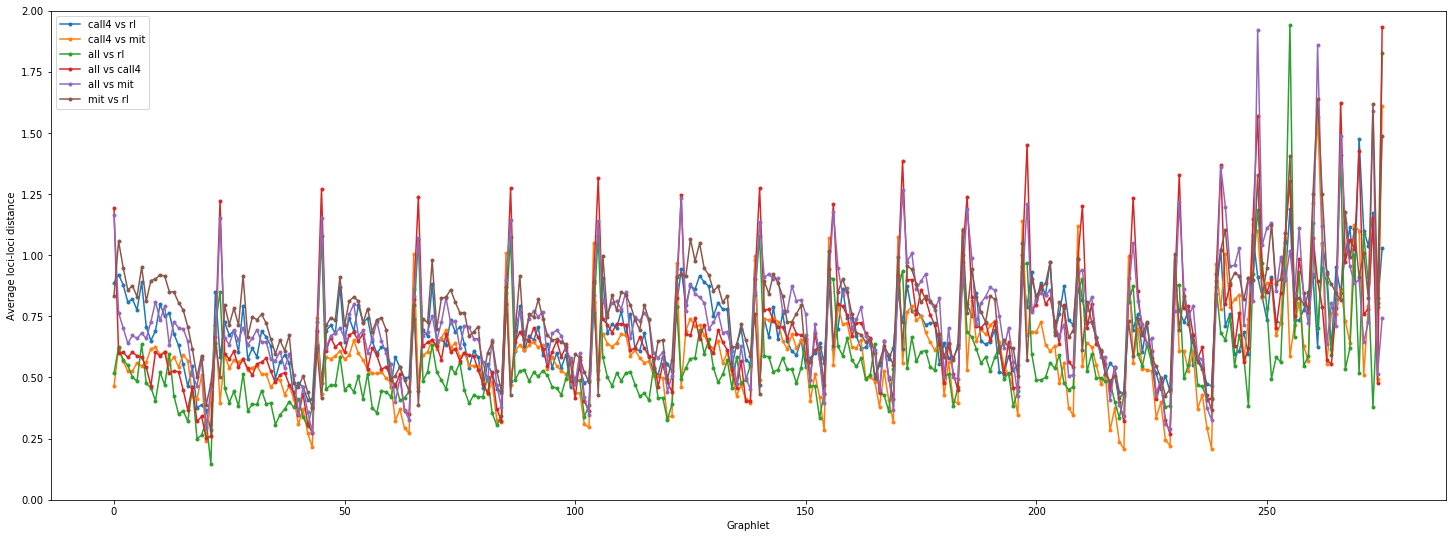 2.00
1.75
1.50
1.25
1.00
0.75
0.50
0.25
0.00
Average loci-loci distance
call4 vs rl
call4 vs mit
all vs rl
all vs call4
all vs mit
mit vs rl
0 50 100 150 200 250
Graphlet